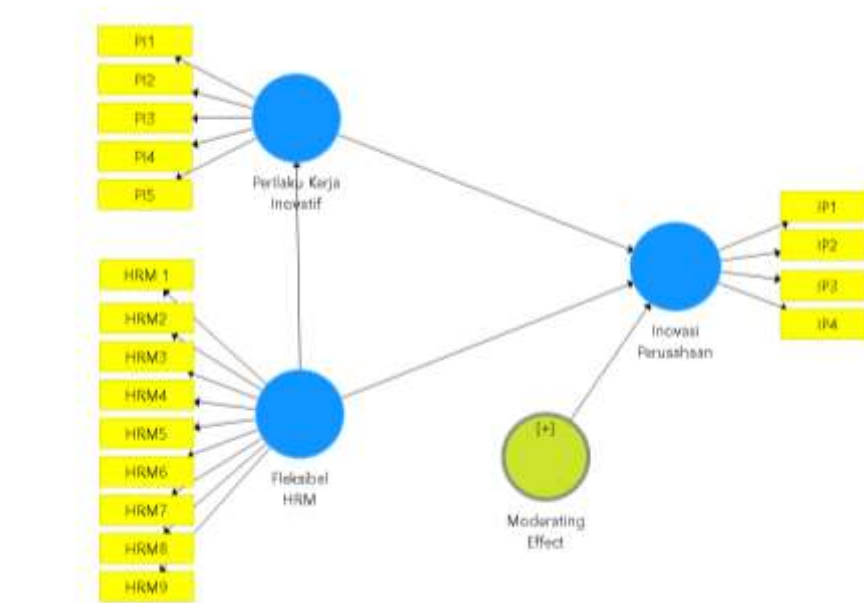 PI1
PI2
PI3
PI4
PI5
Perilaku Kerja
Inovatif
HRM 1
HRM2
HRM3
HRM4
HRM5
HRM6
HRM7
HRM8
HRM9
Fleksibel
HRM
IP1
IP2
IP3
IP4
Inovasi
Perusahaan
[+]
Moderating
Effect